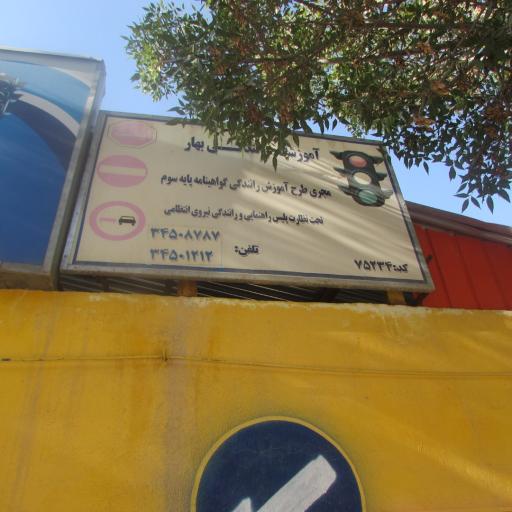 بهار
مجری طرح آموزش رانندگی گواهینامه پایه سوم
تحت نظارت پلیس راهنمایی و رانندگی نیروی انتظامی
تلفن: ۳۴۵۰۸۷۸۷
۳۴۵۰۱۲۱۲
کد: ۷۵۲۳۴